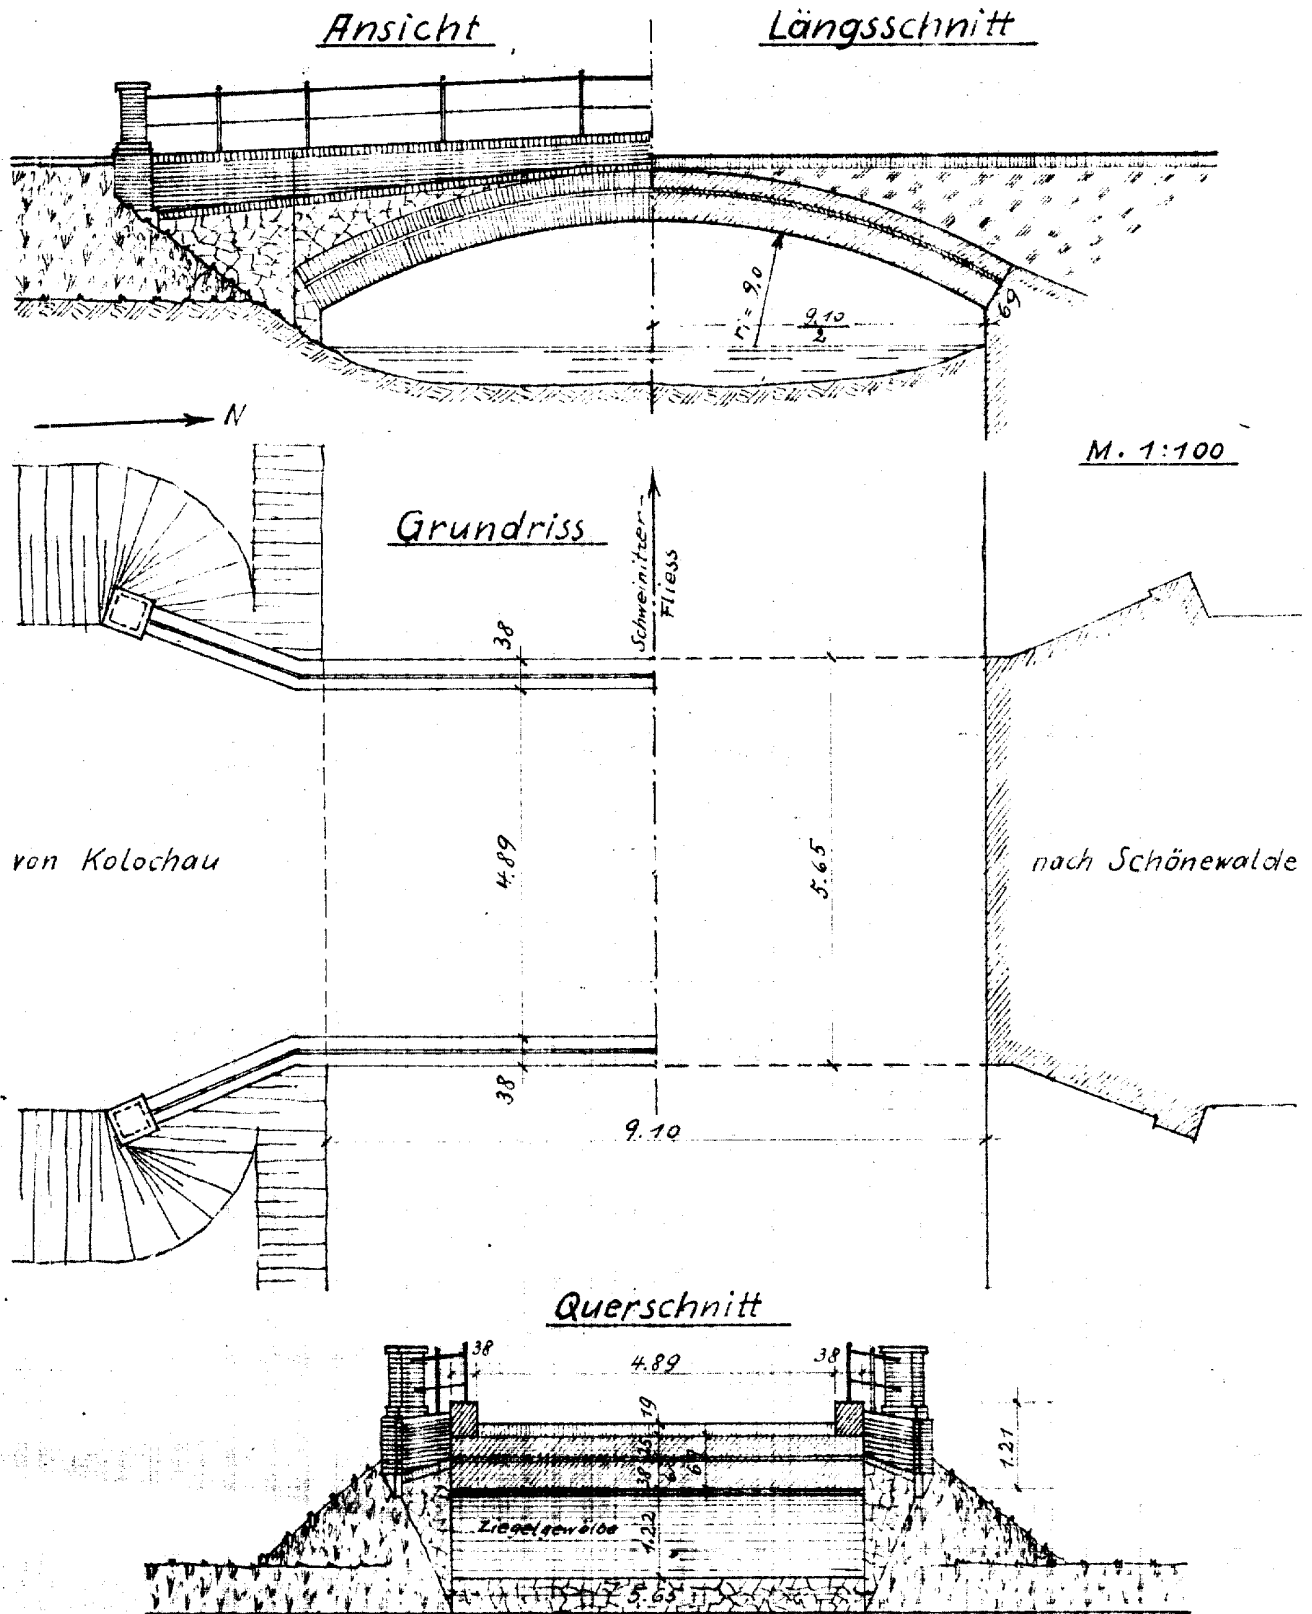 Ansicht
Längsschnitt
ri = 9,0
9.10
2
69
N
M. 1:100
Grundriss
Schweinitzer-
Fliess
38
4.89
5.65
von Kolochau
nach Schönewalde
38
9.10
Querschnitt
38
4.89
38
19
25
38
1.21
Ziegelgewölbe
1.22
5.65